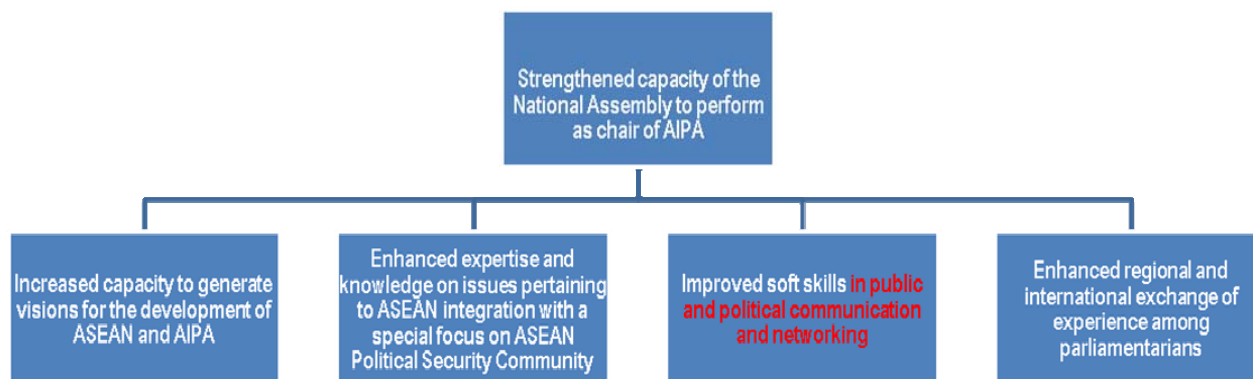 Strengthened capacity of the
National Assembly to perform
as chair of AIPA
Increased capacity to generate
visions for the development of
ASEAN and AIPA
Enhanced expertise and
knowledge on issues pertaining
to ASEAN integration with a
special focus on ASEAN
Political Security Community
Improved soft skills in public
and political communication
and networking
Enhanced regional and
international exchange of
experience among
parliamentarians